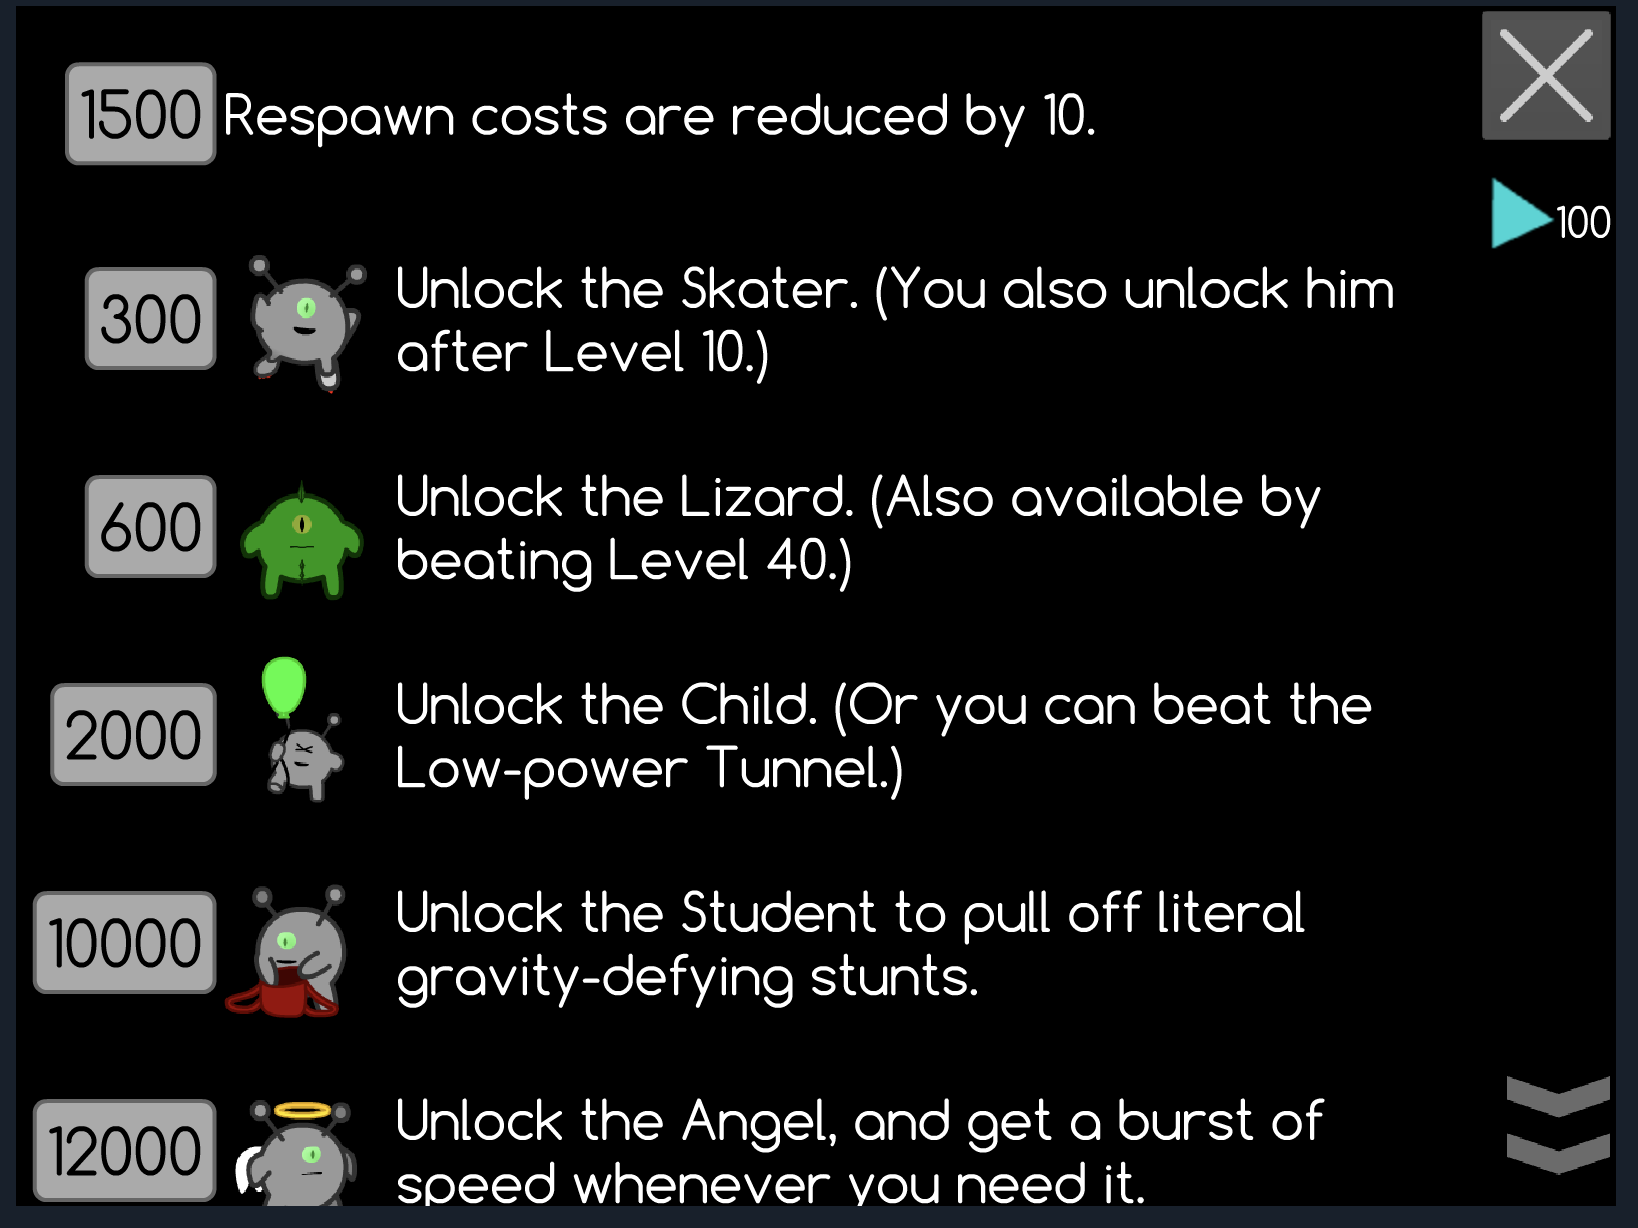 1500 Respawn costs are reduced by 10.
100
300 Unlock the Skater. (You also unlock him
after Level 10.)
600 Unlock the Lizard. (Also available by
beating Level 40.)
2000 Unlock the Child. (Or you can beat the
Low-power Tunnel.)
10000 Unlock the Student to pull off literal
gravity-defying stunts.
12000 Unlock the Angel, and get a burst of
speed whenever you need it.